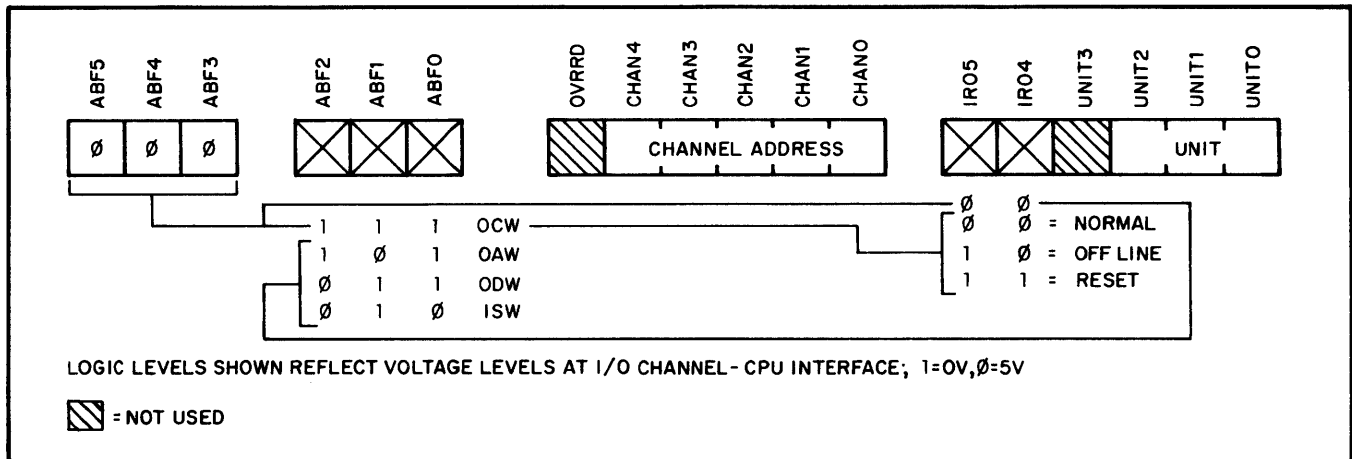 ABF5 ABF4 ABF3 ABF2 ABF1 ABF0 OVRRD CHAN4 CHAN3 CHAN2 CHAN1 CHAN0 IR05 IR04 UNIT3 UNIT2 UNIT1 UNIT0
Ø Ø Ø CHANNEL ADDRESS UNIT
Ø Ø
1 1 1 OCW Ø Ø = NORMAL
1 Ø 1 OAW 1 Ø = OFF LINE
Ø 1 1 ODW 1 1 = RESET
Ø 1 Ø ISW
LOGIC LEVELS SHOWN REFLECT VOLTAGE LEVELS AT I/O CHANNEL-CPU INTERFACE; 1=0V,Ø=5V
= NOT USED